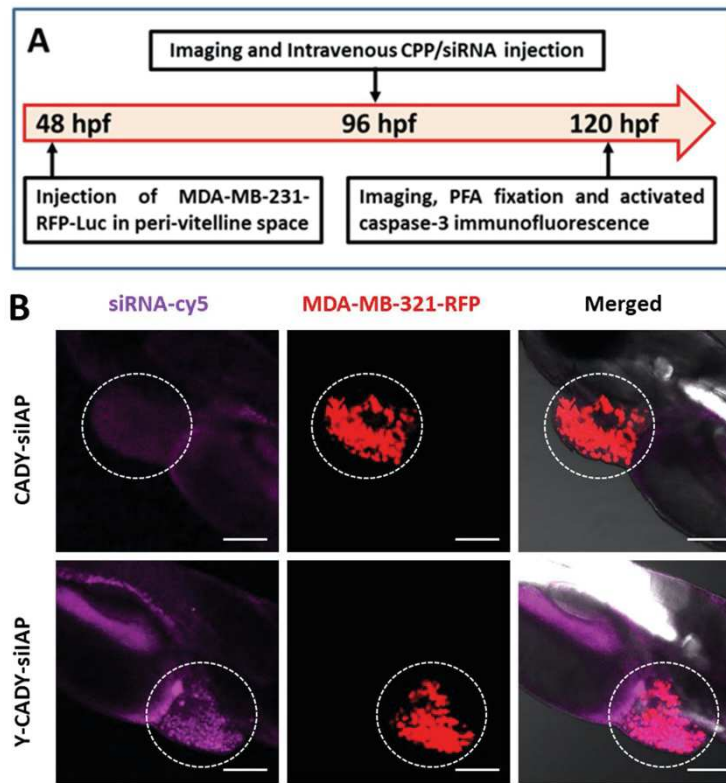 A
Imaging and Intravenous CPP/siRNA injection
48 hpf
96 hpf
120 hpf
Injection of MDA-MB-231-
RFP-Luc in peri-vitelline space
Imaging, PFA fixation and activated
caspase-3 immunofluorescence
B
siRNA-cy5
MDA-MB-321-RFP
Merged
CADY-siIAP
Y-CADY-siIAP